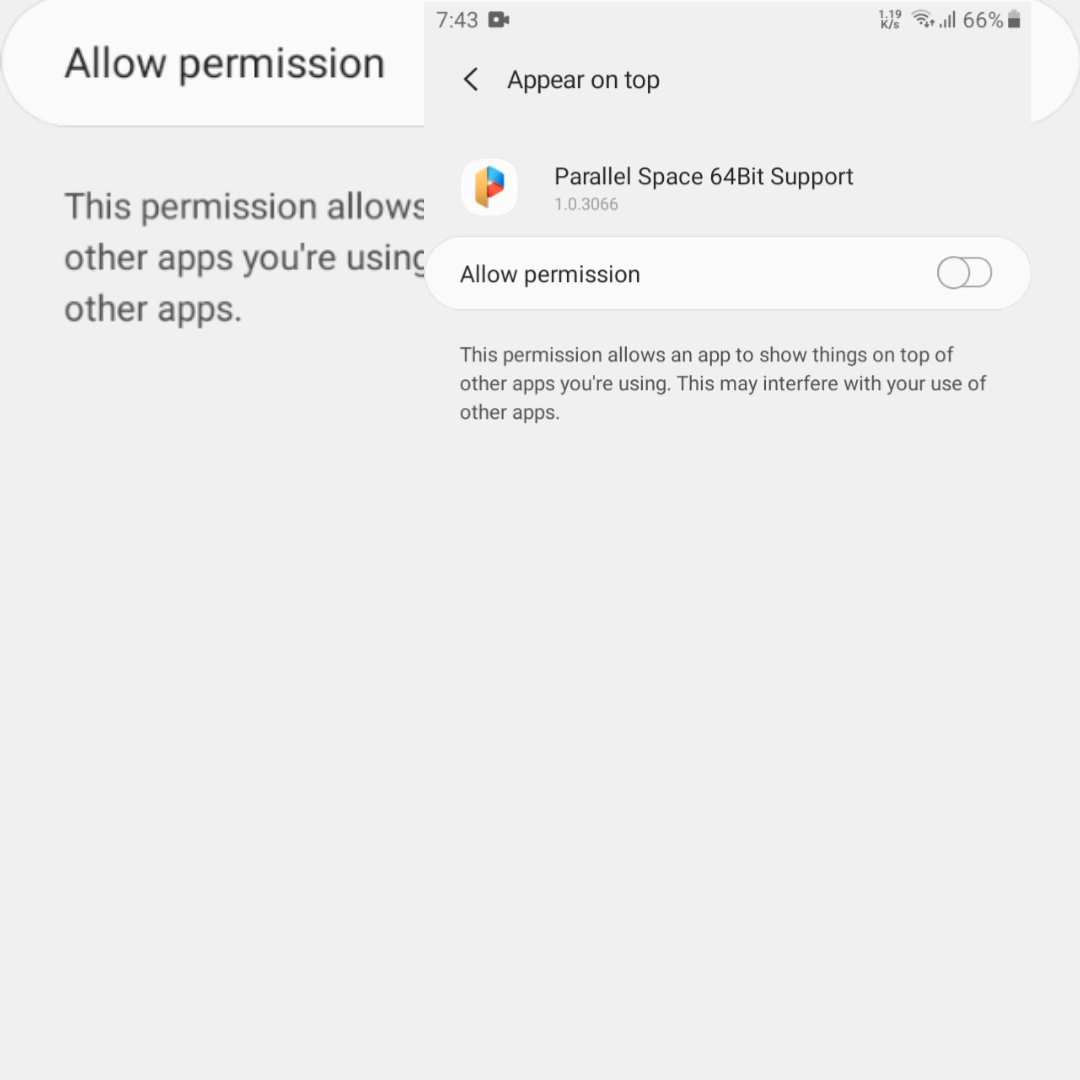 Allow permission
This permission allows
other apps you're using
other apps.
7:43
1.19
K/s
66%
Appear on top
Parallel Space 64Bit Support
1.0.3066
Allow permission
This permission allows an app to show things on top of
other apps you're using. This may interfere with your use of
other apps.